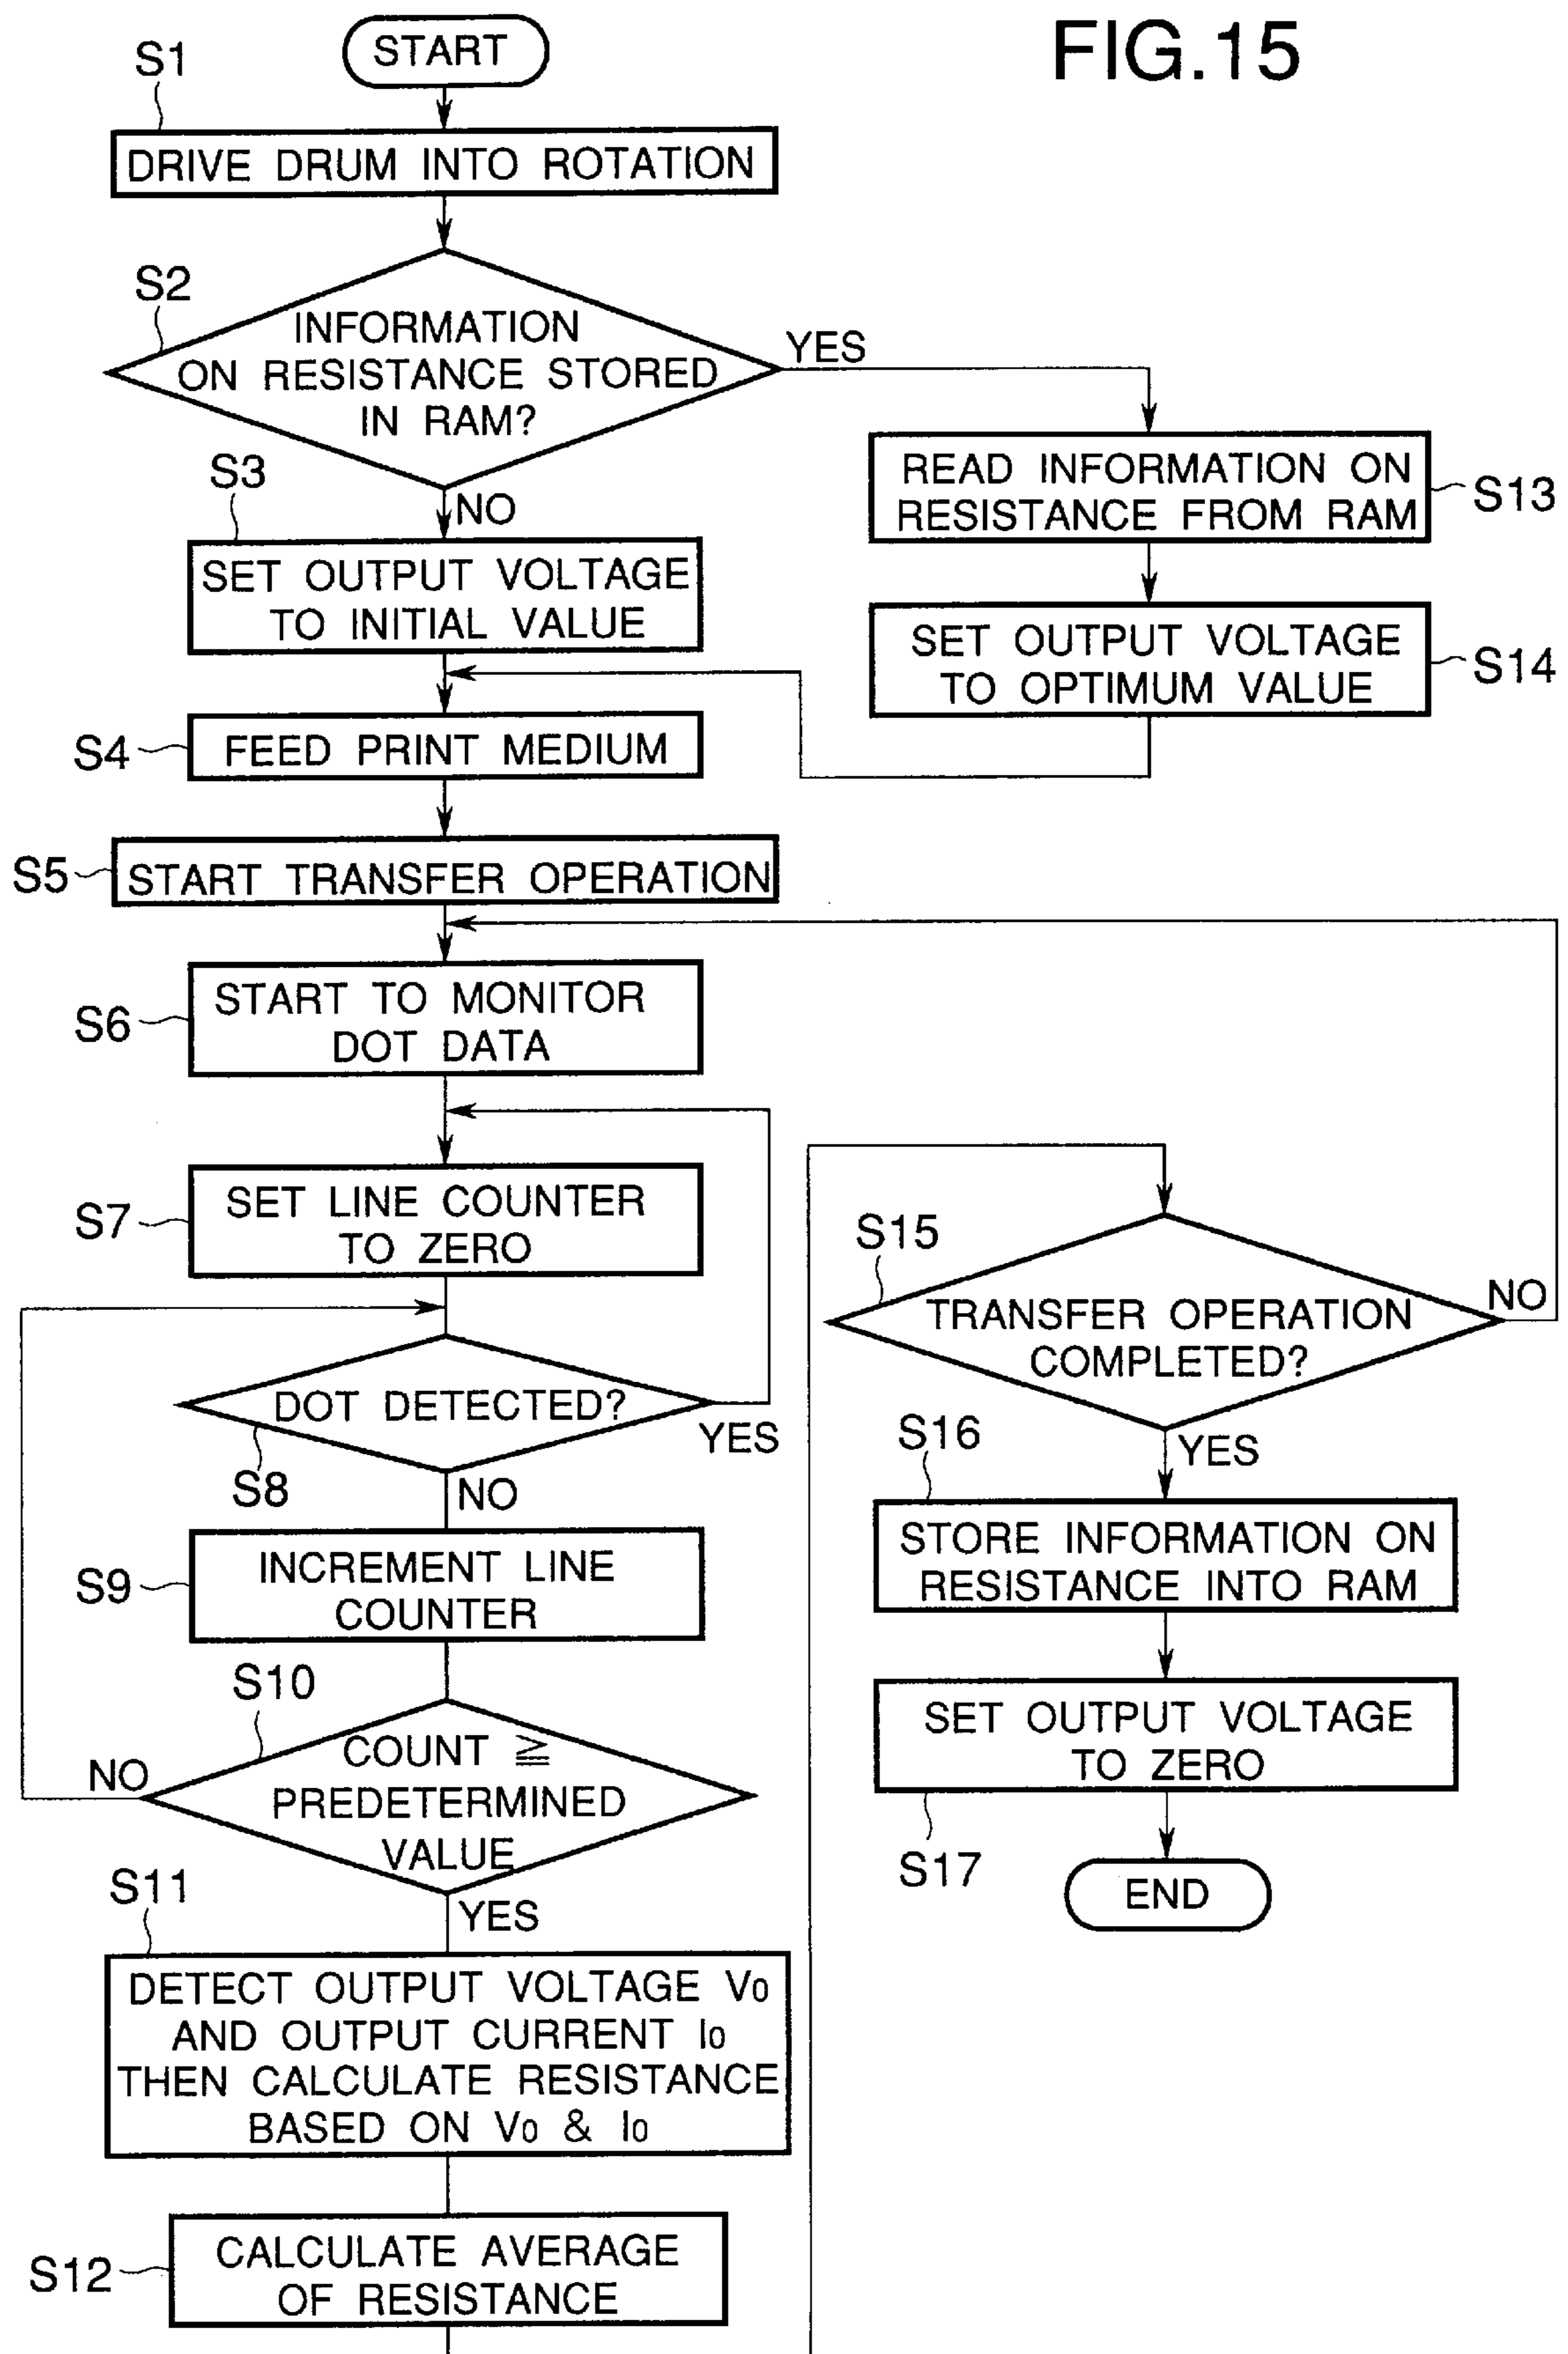 FIG.15
START
S1
DRIVE DRUM INTO ROTATION
S2
INFORMATION
ON RESISTANCE STORED
IN RAM?
YES
NO
S3
SET OUTPUT VOLTAGE
TO INITIAL VALUE
READ INFORMATION ON
RESISTANCE FROM RAM
S13
SET OUTPUT VOLTAGE
TO OPTIMUM VALUE
S14
S4
FEED PRINT MEDIUM
S5
START TRANSFER OPERATION
S6
START TO MONITOR
DOT DATA
S7
SET LINE COUNTER
TO ZERO
DOT DETECTED?
YES
S8
NO
S9
INCREMENT LINE
COUNTER
S10
COUNT ≧
PREDETERMINED
VALUE
NO
YES
S11
DETECT OUTPUT VOLTAGE V0
AND OUTPUT CURRENT I0
THEN CALCULATE RESISTANCE
BASED ON V0 & I0
S12
CALCULATE AVERAGE
OF RESISTANCE
S15
TRANSFER OPERATION
COMPLETED?
NO
YES
S16
STORE INFORMATION ON
RESISTANCE INTO RAM
SET OUTPUT VOLTAGE
TO ZERO
S17
END